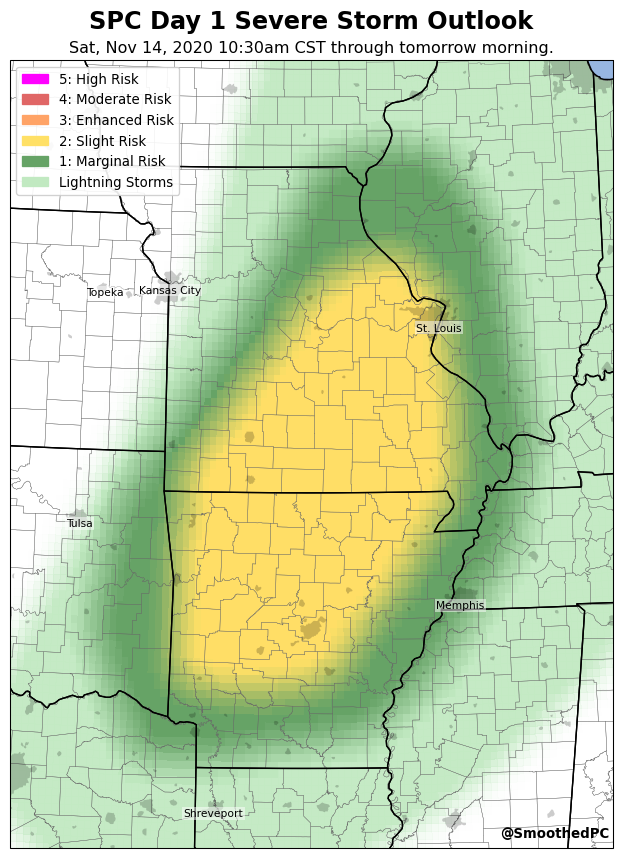 SPC Day 1 Severe Storm Outlook
Sat, Nov 14, 2020 10:30am CST through tomorrow morning.
5: High Risk
4: Moderate Risk
3: Enhanced Risk
2: Slight Risk
1: Marginal Risk
Lightning Storms
Topeka
Kansas City
St. Louis
Tulsa
Memphis
Shreveport
@SmoothedPC